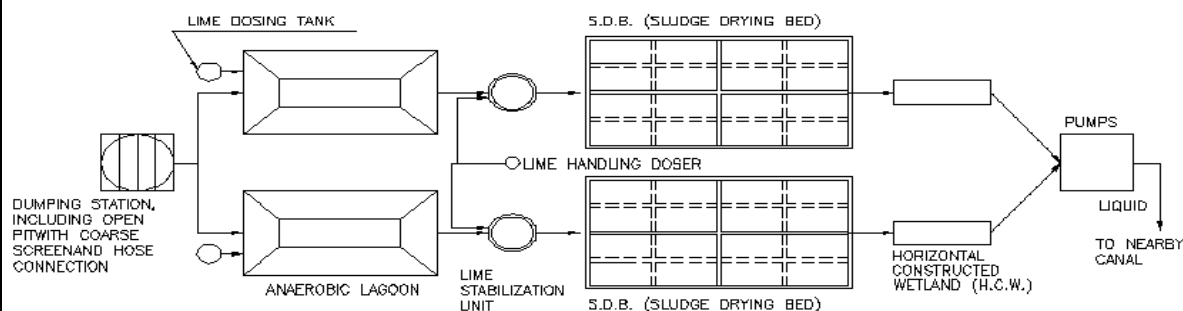 LIME DOSING TANK
S.D.B. (SLUDGE DRYING BED)
PUMPS
LIME HANDLING DOSER
DUMPING STATION,
INCLUDING OPEN
PITWITH COARSE
SCREENAND HOSE
CONNECTION
LIQUID
TO NEARBY
CANAL
ANAEROBIC LAGOON
LIME
STABILIZATION
UNIT
HORIZONTAL
CONSTRUCTED
WETLAND (H.C.W.)
S.D.B. (SLUDGE DRYING BED)